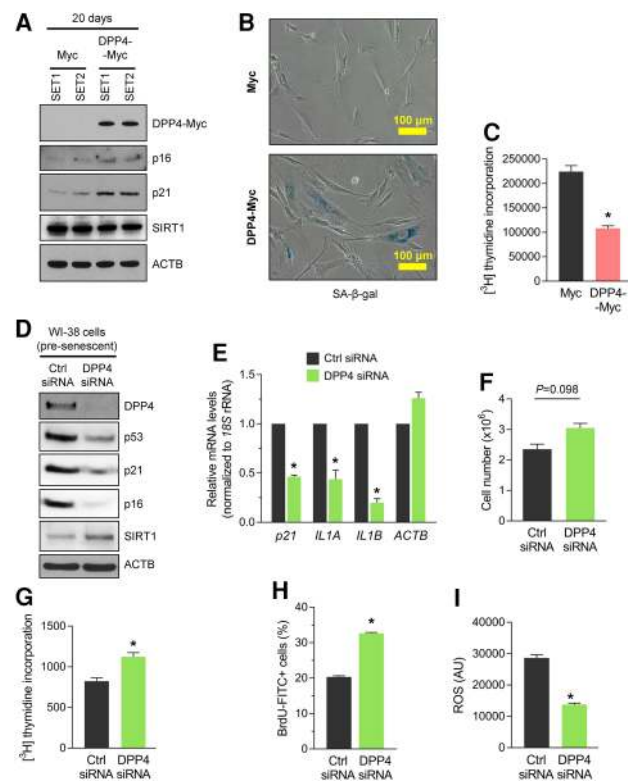 A
20 days
Myc
DPP4-
-Myc
SET1
SET2
SET1
SET2
DPP4-Myc
p16
p21
SIRT1
ACTB
B
Myc
100 µm
DPP4-Myc
100 µm
SA-β-gal
C
[³H] thymidine incorporation
250000
200000
150000
100000
50000
0
*
Myc
DPP4-
-Myc
D
WI-38 cells
(pre-senescent)
Ctrl
siRNA
DPP4
siRNA
DPP4
p53
p21
p16
SIRT1
ACTB
E
Ctrl siRNA
DPP4 siRNA
Relative mRNA levels
(normalized to 18S rRNA)
1.5
1.0
0.5
0
*
*
*
p21
IL1A
IL1B
ACTB
F
P=0.098
Cell number (x10⁶)
4
3
2
1
0
Ctrl
siRNA
DPP4
siRNA
G
[³H] thymidine incorporation
1500
1000
500
0
*
Ctrl
siRNA
DPP4
siRNA
H
BrdU-FITC+ cells (%)
40
30
20
10
0
*
Ctrl
siRNA
DPP4
siRNA
I
ROS (AU)
40000
30000
20000
10000
0
*
Ctrl
siRNA
DPP4
siRNA